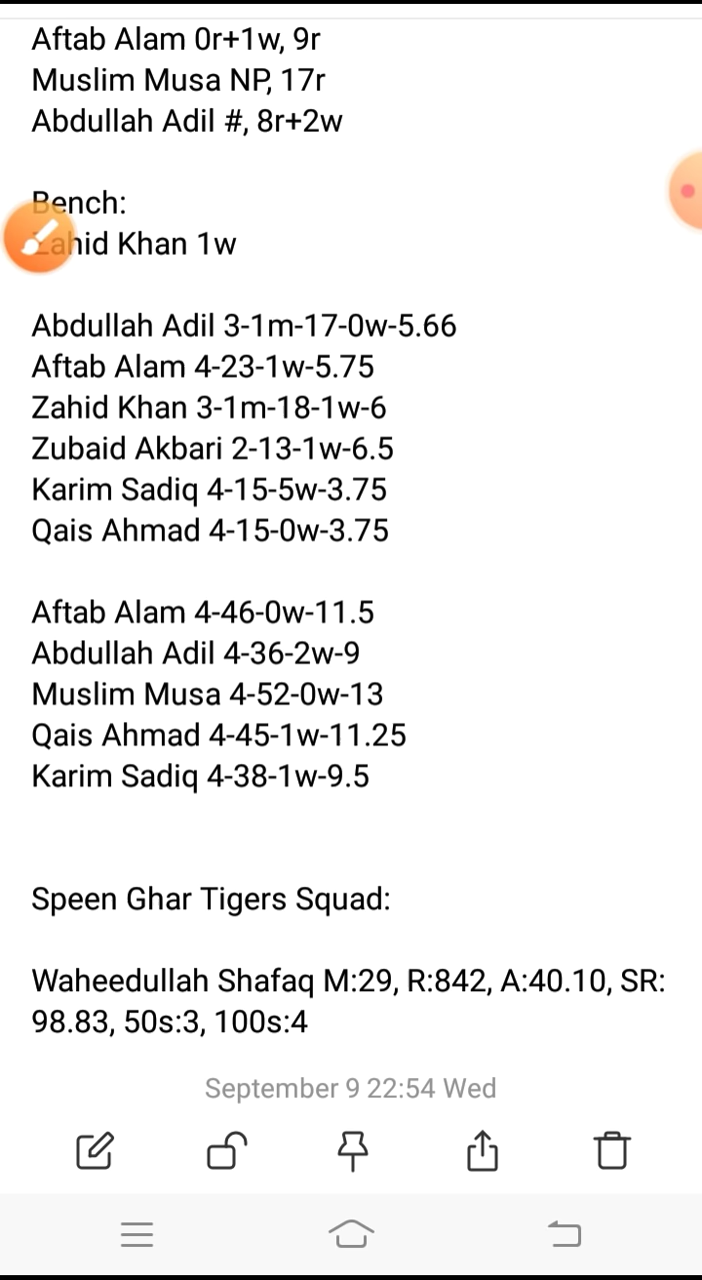 Aftab Alam 0r+1w, 9r
Muslim Musa NP, 17r
Abdullah Adil #, 8r+2w
Bench:
Zahid Khan 1w
Abdullah Adil 3-1m-17-0w-5.66
Aftab Alam 4-23-1w-5.75
Zahid Khan 3-1m-18-1w-6
Zubaid Akbari 2-13-1w-6.5
Karim Sadiq 4-15-5w-3.75
Qais Ahmad 4-15-0w-3.75
Aftab Alam 4-46-0w-11.5
Abdullah Adil 4-36-2w-9
Muslim Musa 4-52-0w-13
Qais Ahmad 4-45-1w-11.25
Karim Sadiq 4-38-1w-9.5
Speen Ghar Tigers Squad:
Waheedullah Shafaq M:29, R:842, A:40.10, SR:
98.83, 50s:3, 100s:4
September 9 22:54 Wed